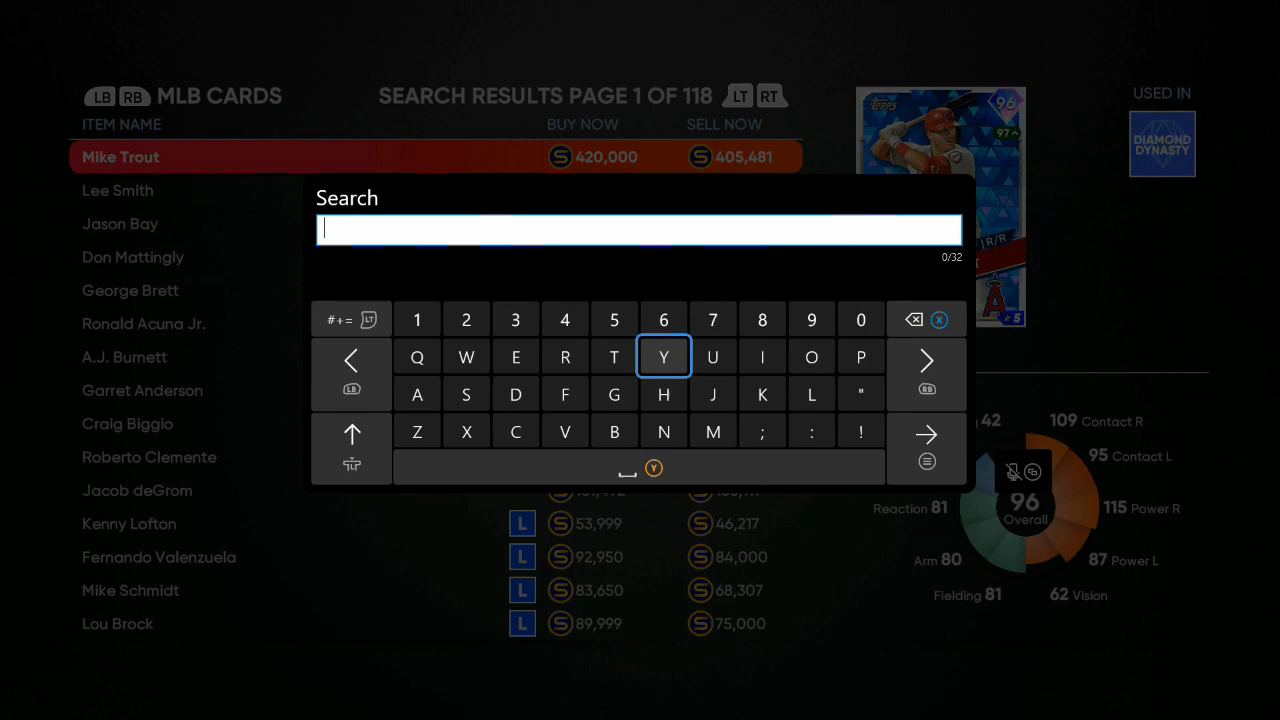 LB RB MLB CARDS
SEARCH RESULTS PAGE 1 OF 118 LT RT
ITEM NAME BUY NOW SELL NOW
Mike Trout 420,000 405,481
Lee Smith
Jason Bay
Don Mattingly
George Brett
Ronald Acuna Jr.
A.J. Burnett
Garret Anderson
Craig Biggio
Roberto Clemente
Jacob deGrom
Kenny Lofton L 53,999 46,217
Fernando Valenzuela L 92,950 84,000
Mike Schmidt L 83,650 68,307
Lou Brock L 89,999 75,000
Search
0/32
#+= LT 1 2 3 4 5 6 7 8 9 0 X
Q W E R T Y U I O P
LB A S D F G H J K L " RB
Z X C V B N M ; : !
Y
TOPPS 96
97
R/R
5
USED IN
DIAMOND
DYNASTY
42 109 Contact R
95 Contact L
Reaction 81 96 115 Power R
Overall
Arm 80 87 Power L
Fielding 81 62 Vision